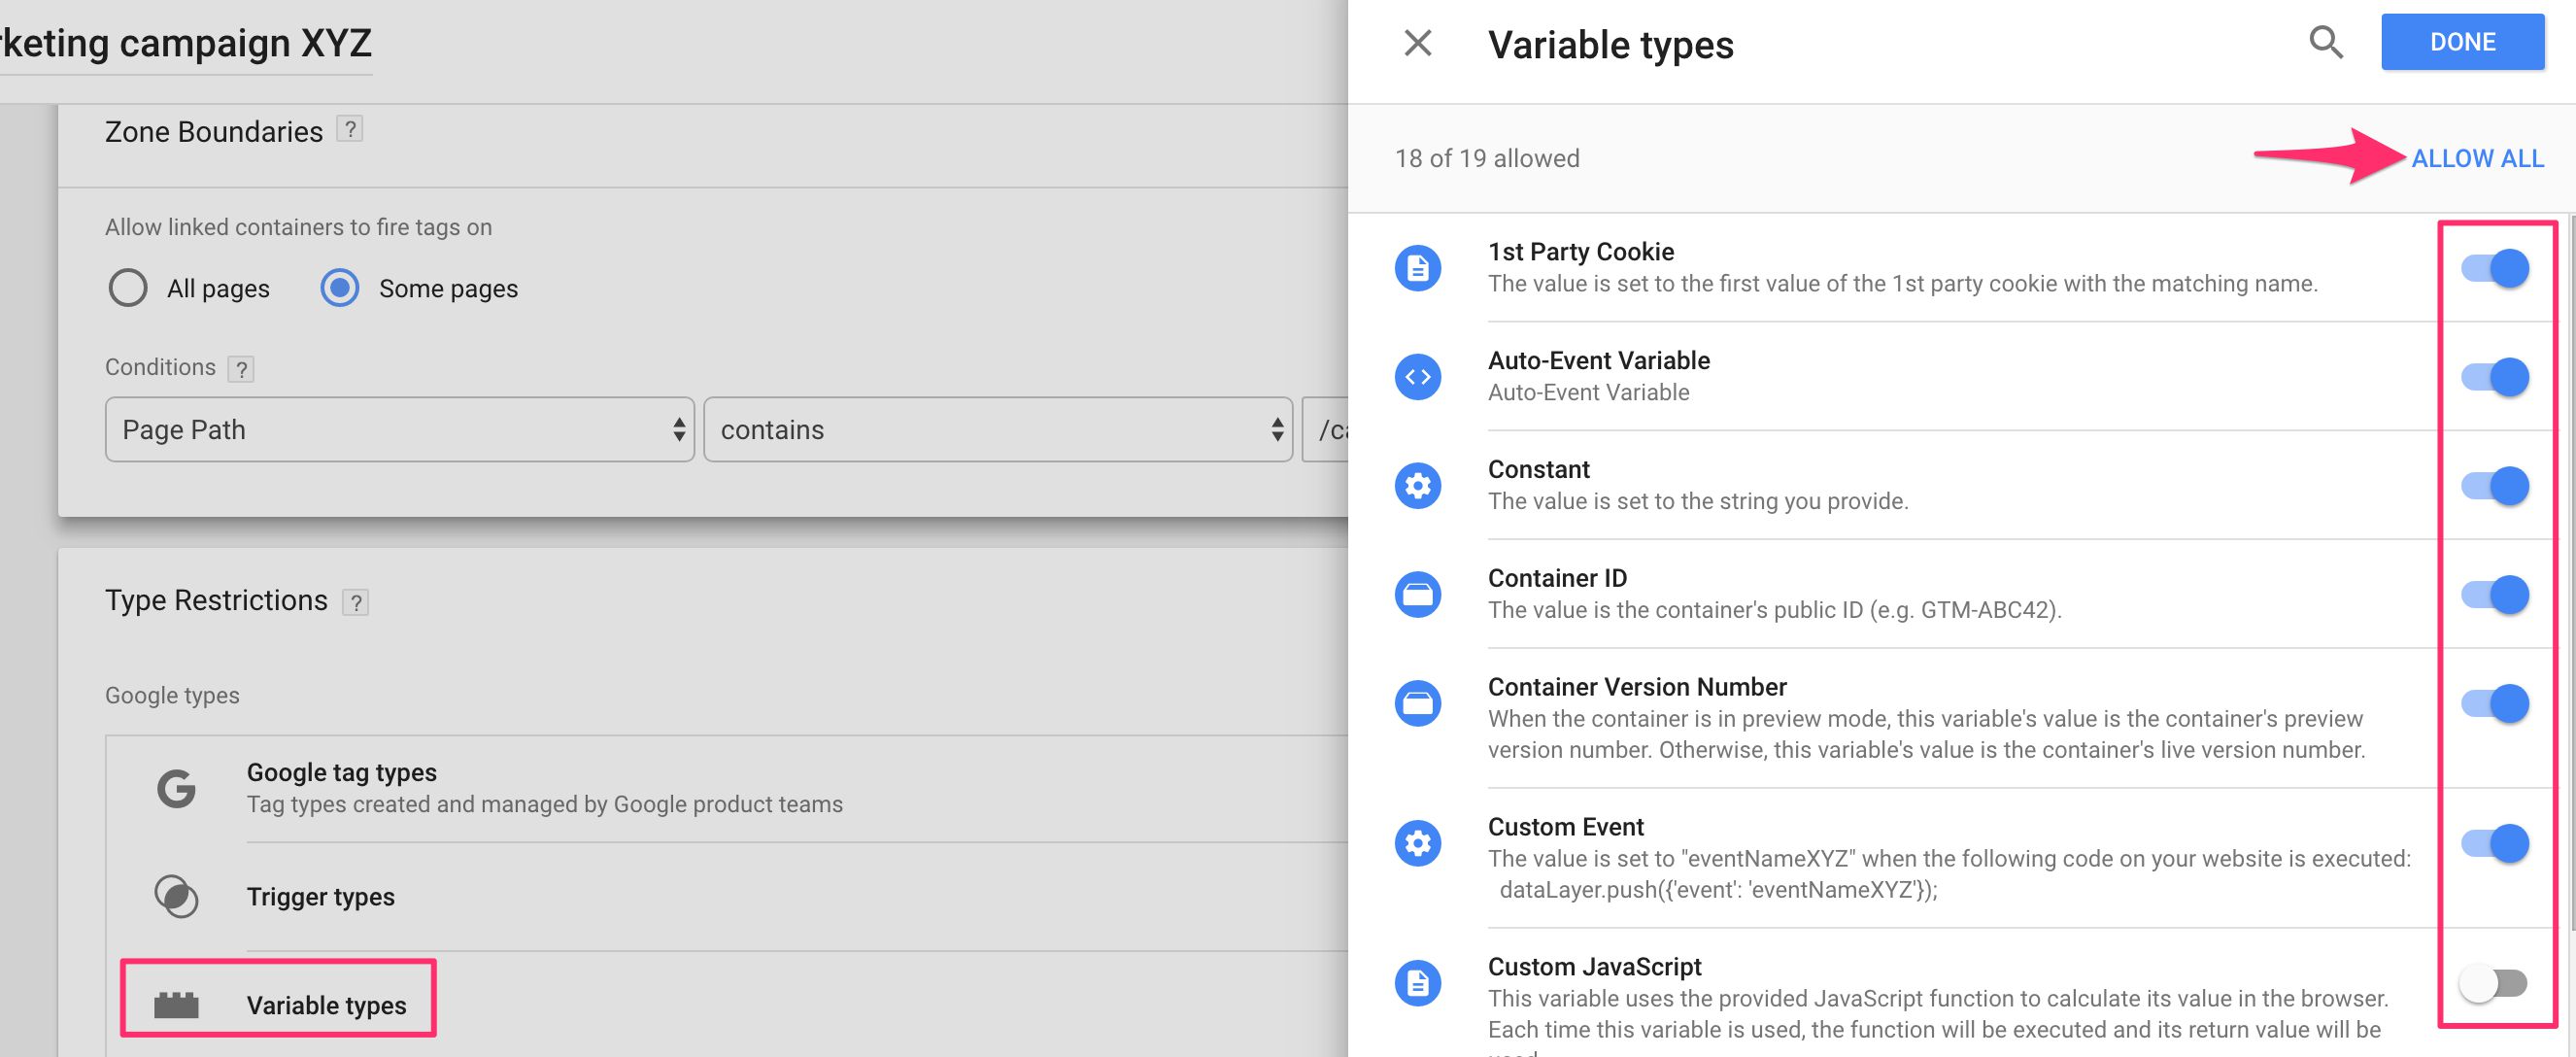 rketing campaign XYZ
Zone Boundaries ?
Allow linked containers to fire tags on
All pages Some pages
Conditions ?
Page Path contains /ca
Type Restrictions ?
Google types
Google tag types
Tag types created and managed by Google product teams
Trigger types
Variable types
Variable types DONE
18 of 19 allowed ALLOW ALL
1st Party Cookie
The value is set to the first value of the 1st party cookie with the matching name.
Auto-Event Variable
Auto-Event Variable
Constant
The value is set to the string you provide.
Container ID
The value is the container's public ID (e.g. GTM-ABC42).
Container Version Number
When the container is in preview mode, this variable's value is the container's preview
version number. Otherwise, this variable's value is the container's live version number.
Custom Event
The value is set to "eventNameXYZ" when the following code on your website is executed:
dataLayer.push({'event': 'eventNameXYZ'});
Custom JavaScript
This variable uses the provided JavaScript function to calculate its value in the browser.
Each time this variable is used, the function will be executed and its return value will be